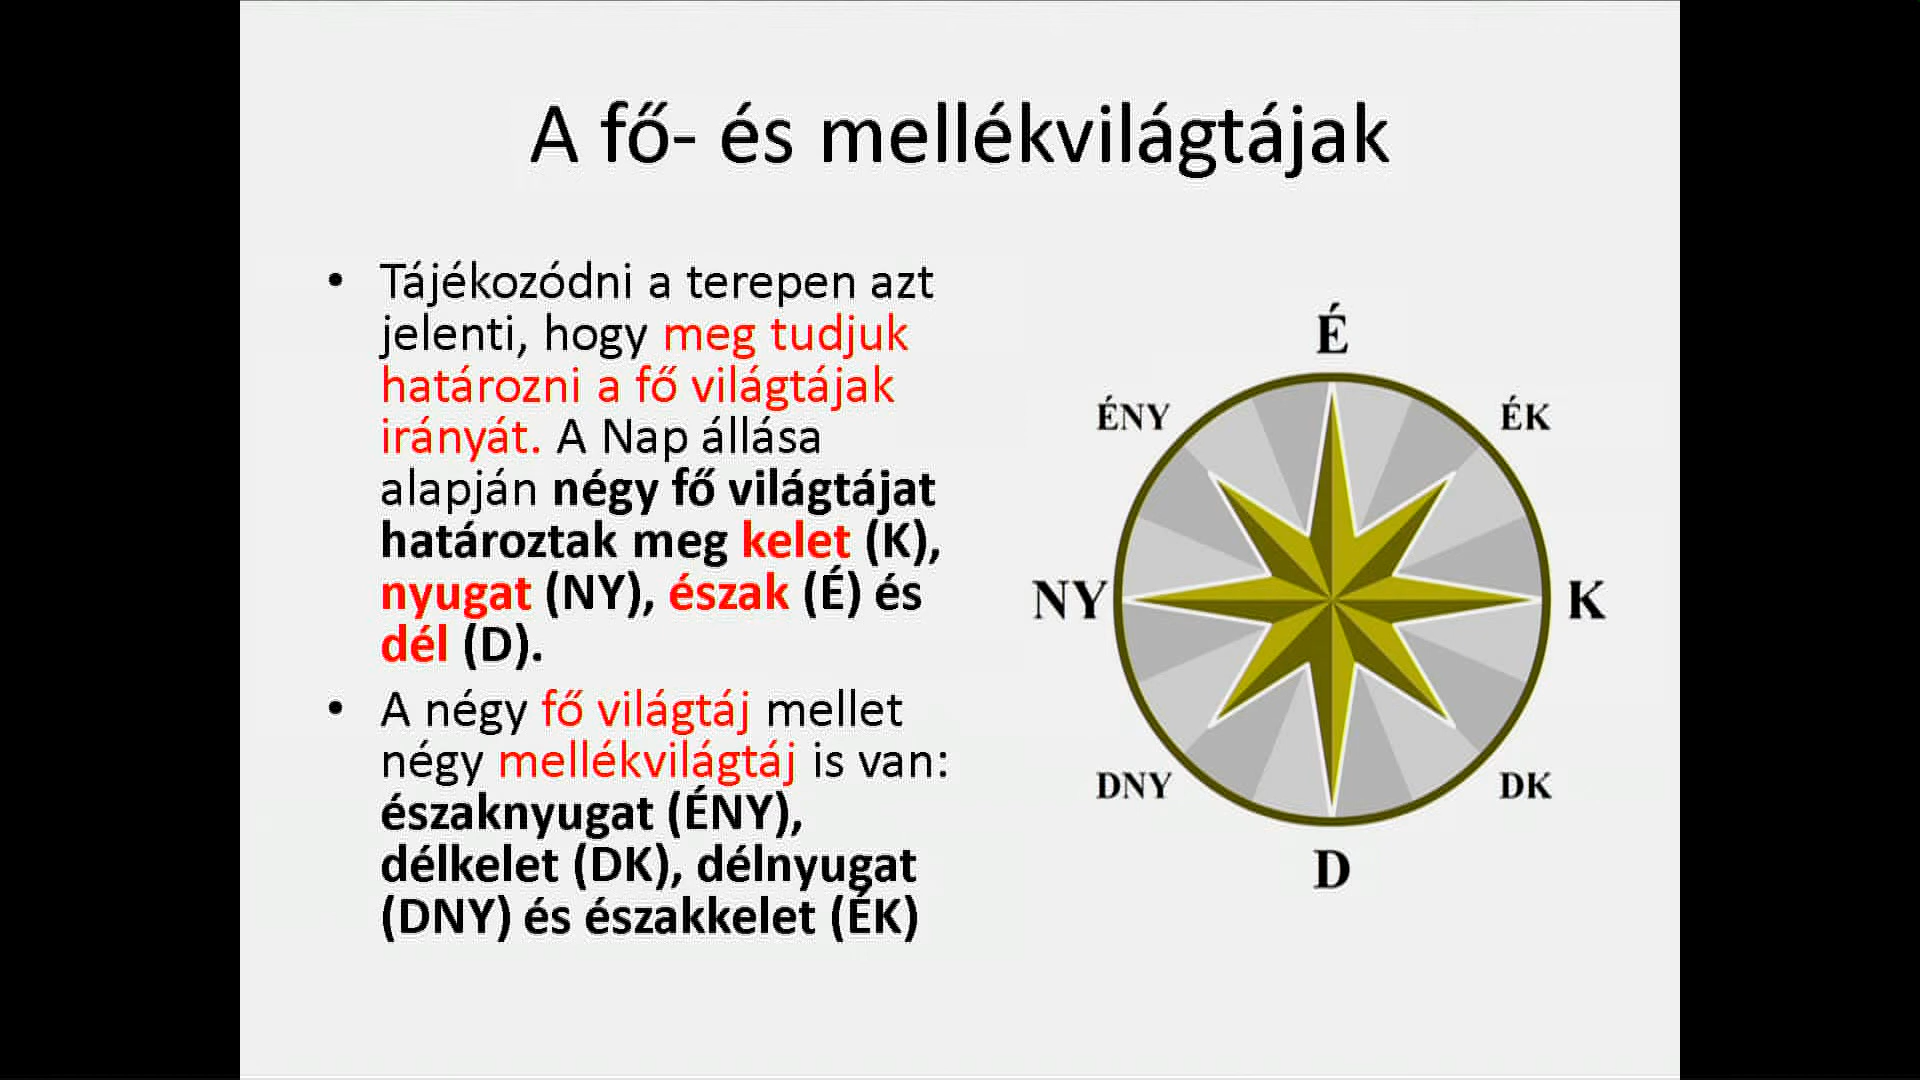 A fő- és mellékvilágtájak
• Tájékozódni a terepen azt
jelenti, hogy meg tudjuk
határozni a fő világtájak
irányát. A Nap állása
alapján négy fő világtájat
határoztak meg kelet (K),
nyugat (NY), észak (É) és
dél (D).
• A négy fő világtáj mellet
négy mellékvilágtáj is van:
északnyugat (ÉNY),
délkelet (DK), délnyugat
(DNY) és északkelet (ÉK)
É
ÉNY
ÉK
NY
K
DNY
DK
D